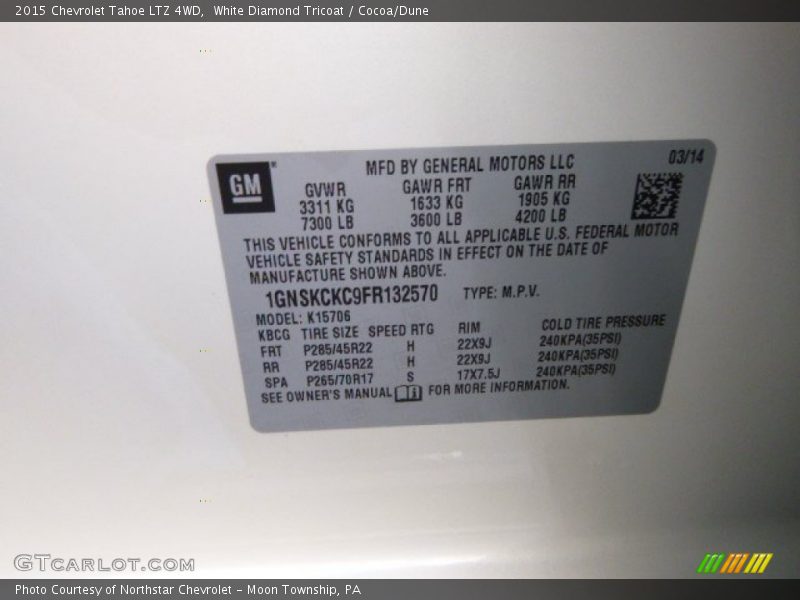 2015 Chevrolet Tahoe LTZ 4WD,  White Diamond Tricoat / Cocoa/Dune
GM
MFD BY GENERAL MOTORS LLC
03/14
GVWR GAWR FRT GAWR RR
3311 KG 1633 KG 1905 KG
7300 LB 3600 LB 4200 LB
THIS VEHICLE CONFORMS TO ALL APPLICABLE U.S. FEDERAL MOTOR
VEHICLE SAFETY STANDARDS IN EFFECT ON THE DATE OF
MANUFACTURE SHOWN ABOVE.
1GNSKCKC9FR132570 TYPE: M.P.V.
MODEL: K15706
KBCG TIRE SIZE SPEED RTG RIM COLD TIRE PRESSURE
FRT P285/45R22 H 22X9J 240KPA(35PSI)
RR P285/45R22 H 22X9J 240KPA(35PSI)
SPA P265/70R17 S 17X7.5J 240KPA(35PSI)
SEE OWNER'S MANUAL FOR MORE INFORMATION.
GTCARLOT.COM
Photo Courtesy of Northstar Chevrolet - Moon Township, PA